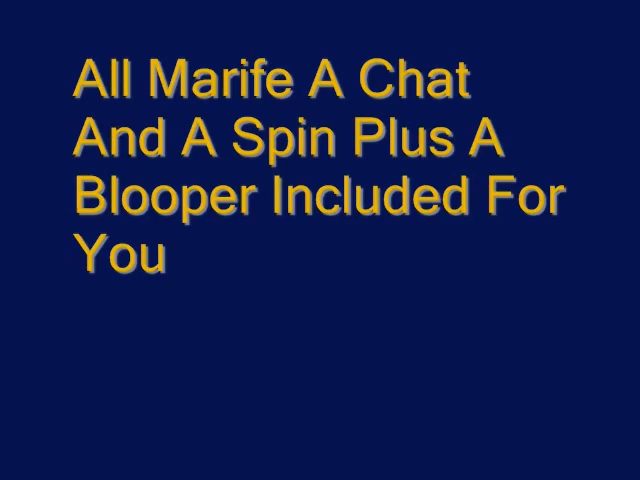 All Marife A Chat
And A Spin Plus A
Blooper Included For
You